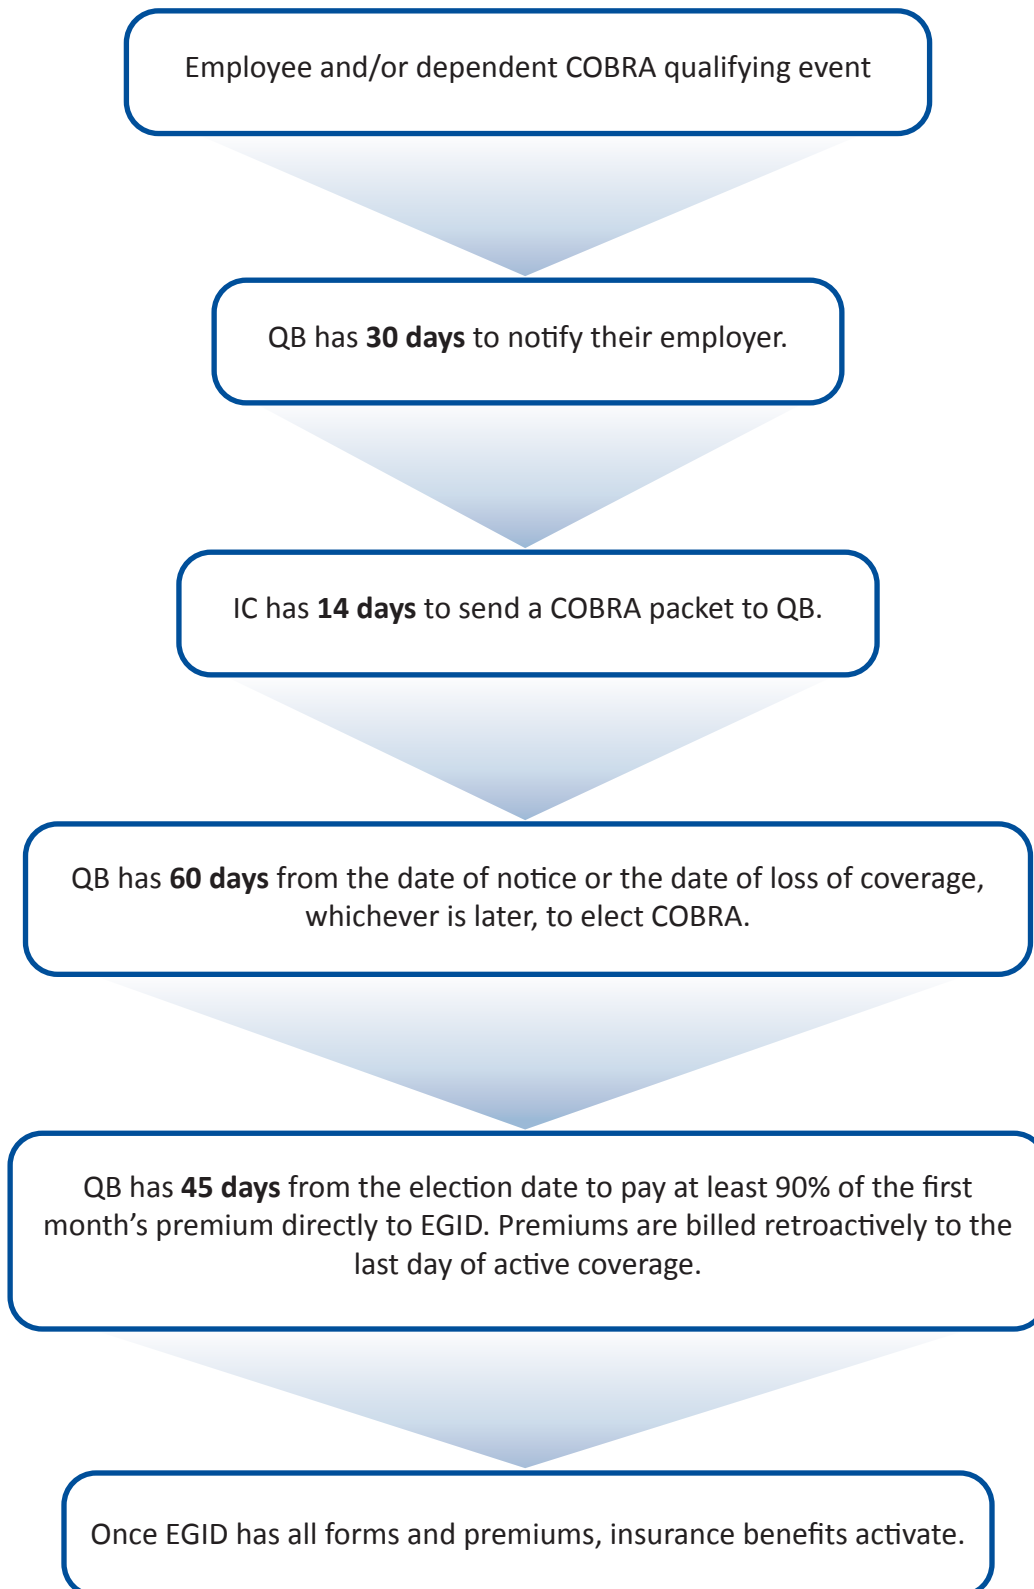 Employee and/or dependent COBRA qualifying event
QB has 30 days to notify their employer.
IC has 14 days to send a COBRA packet to QB.
QB has 60 days from the date of notice or the date of loss of coverage,
whichever is later, to elect COBRA.
QB has 45 days from the election date to pay at least 90% of the first
month’s premium directly to EGID. Premiums are billed retroactively to the
last day of active coverage.
Once EGID has all forms and premiums, insurance benefits activate.